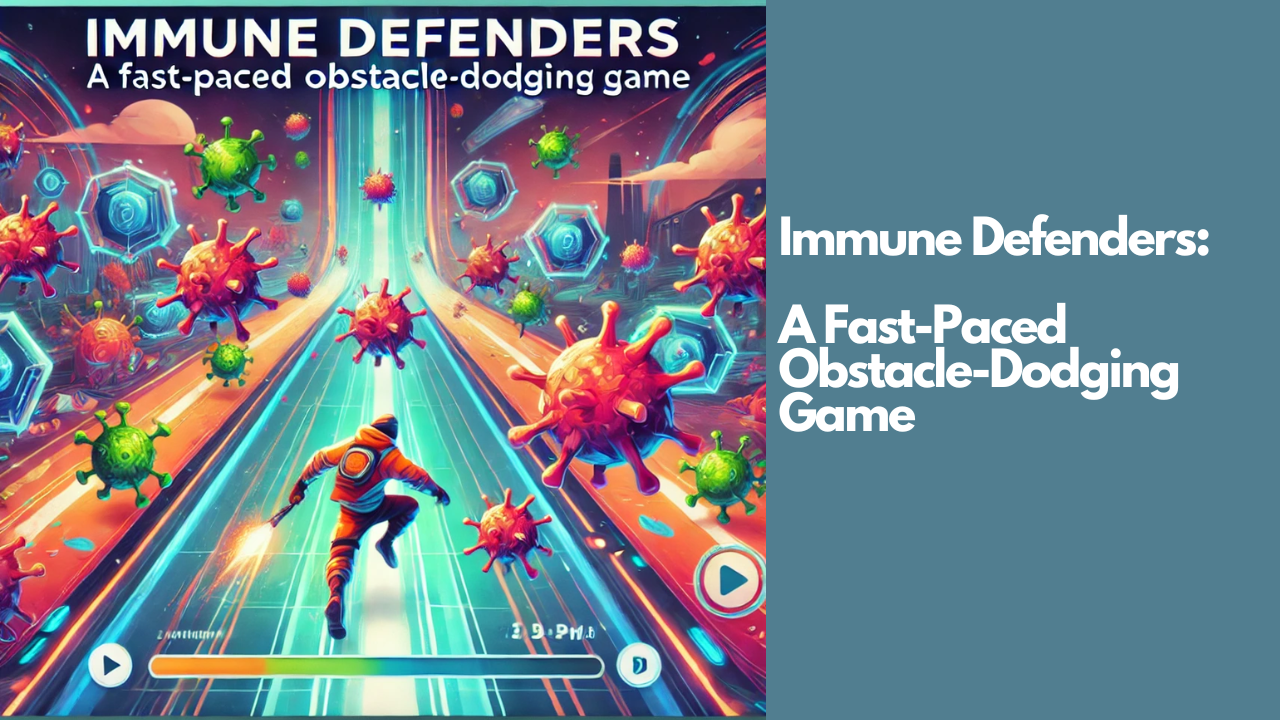 IMMUNE DEFENDERS
A fast-paced obstacle-dodging game
Immune Defenders:
A Fast-Paced
Obstacle-Dodging
Game